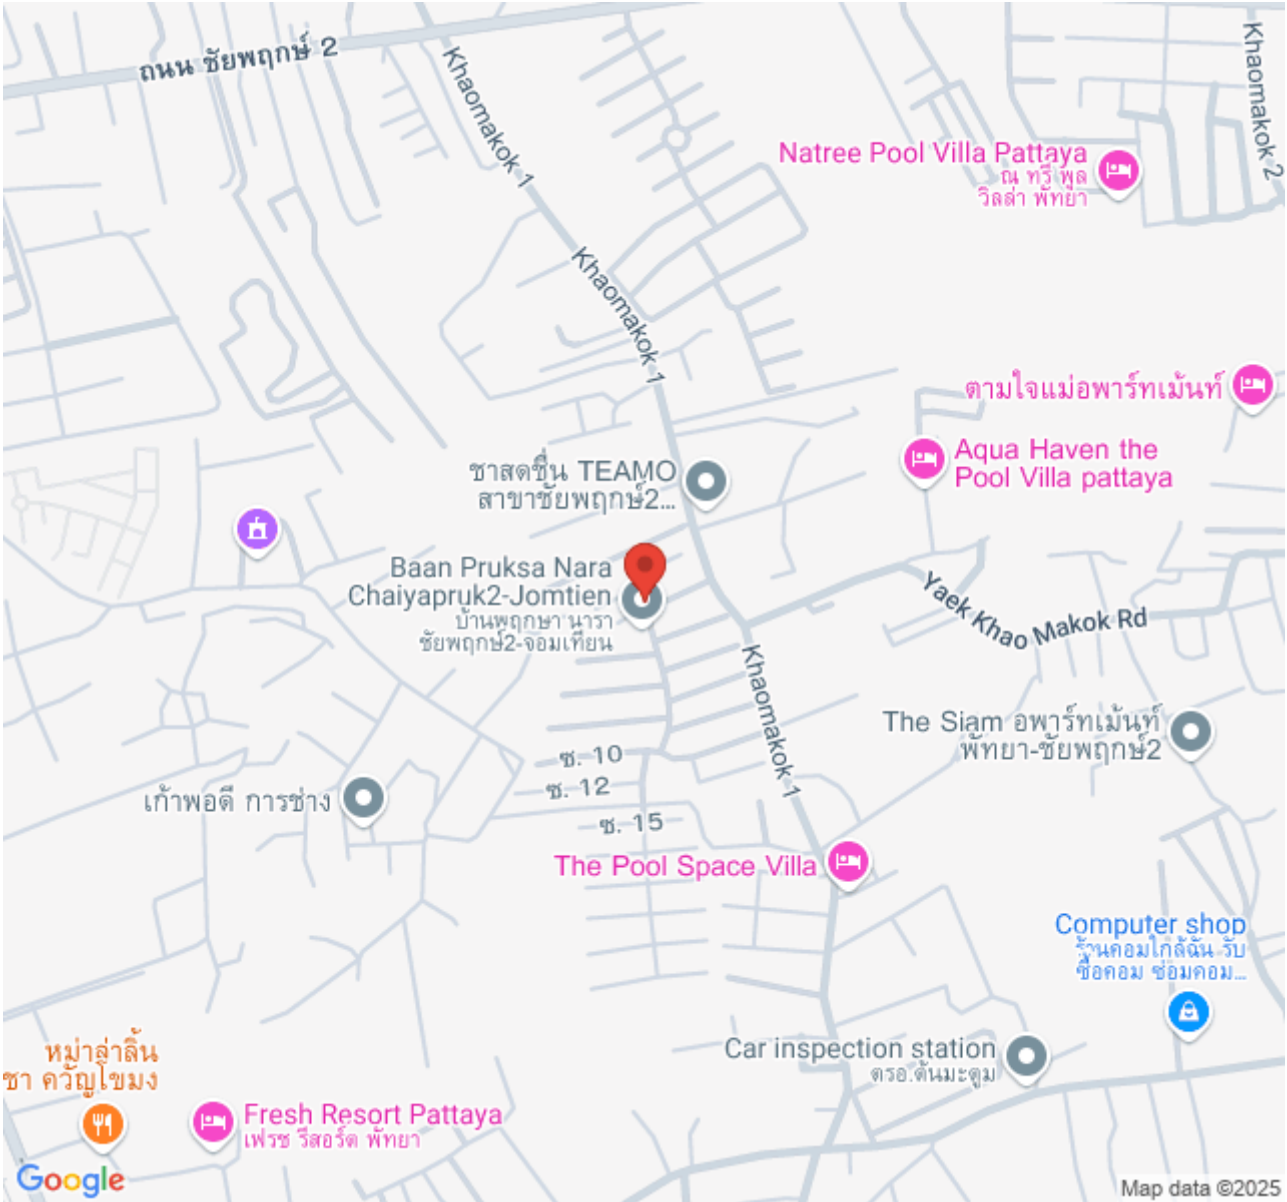 ถนน ชัยพฤกษ์ 2
Khaomakok 1
Khaomakok 2
Natree Pool Villa Pattaya
ณ ทรี พูล
วิลล่า พัทยา
Khaomakok 1
ตามใจแม่อพาร์ทเม้นท์
Aqua Haven the
Pool Villa pattaya
ชาสดชื่น TEAMO
สาขาชัยพฤกษ์2...
Baan Pruksa Nara
Chaiyapruk2-Jomtien
บ้านพฤกษา นารา
ชัยพฤกษ์2-จอมเทียน
Yaek Khao Makok Rd
Khaomakok 1
The Siam อพาร์ทเม้นท์
พัทยา-ชัยพฤกษ์2
ซ. 10
ซ. 12
เก้าพอดี การช่าง
ซ. 15
The Pool Space Villa
Computer shop
ร้านคอมใกล้ฉัน รับ
ซื้อคอม ซ่อมคอม...
หม่าล่าลิ้น
ชา ควัญโขมง
Car inspection station
ตรอ.ต้นมะตูม
Fresh Resort Pattaya
เฟรช รีสอร์ต พัทยา
Google
Map data ©2025